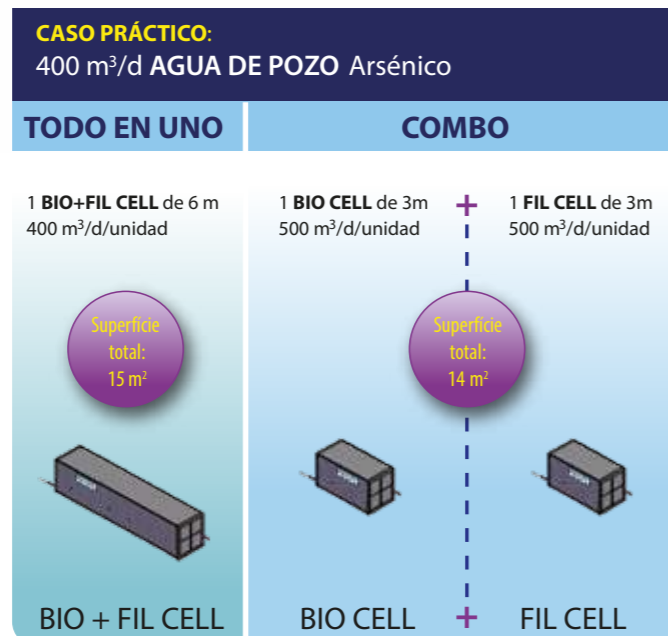 CASO PRÁCTICO:
400 m³/d AGUA DE POZO Arsénico
TODO EN UNO
COMBO
1 BIO+FIL CELL de 6 m
400 m³/d/unidad
1 BIO CELL de 3m
500 m³/d/unidad
+
1 FIL CELL de 3m
500 m³/d/unidad
Superfície
total:
15 m²
Superfície
total:
14 m²
BIO + FIL CELL
BIO CELL + FIL CELL